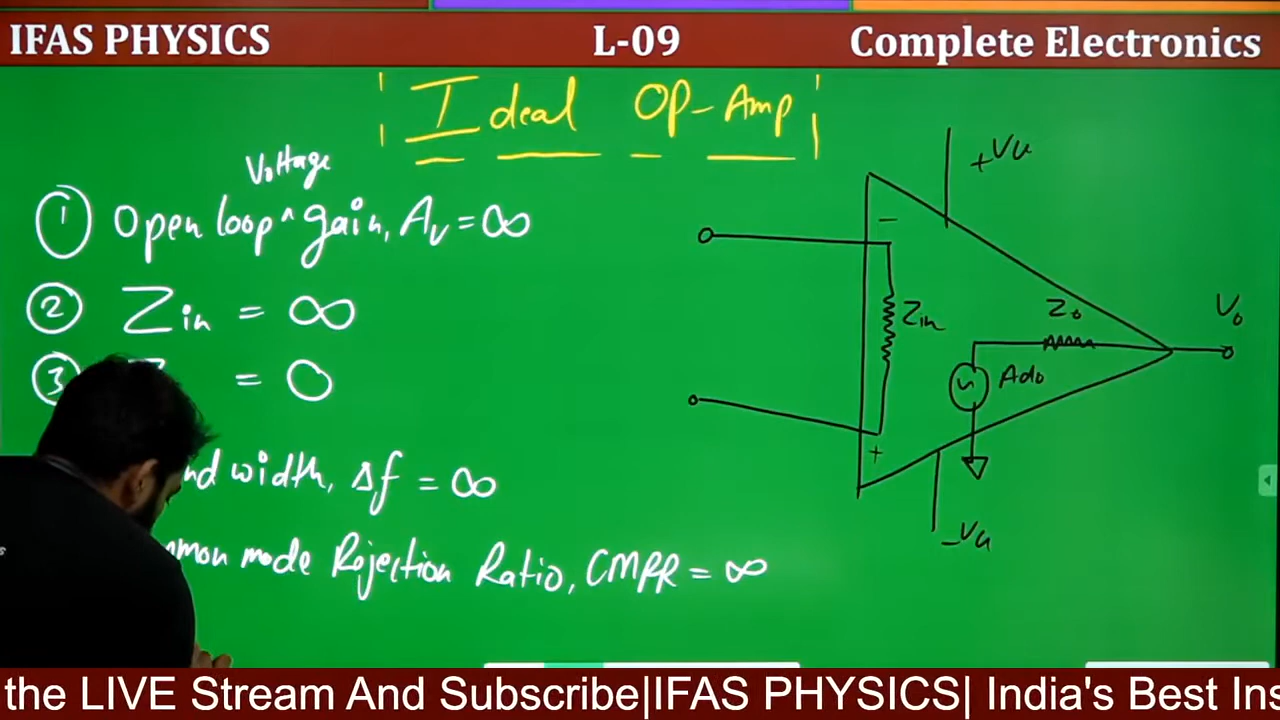 IFAS PHYSICS
L-09
Complete Electronics
Ideal Op-Amp
Voltage
1 Open loop ^ gain, Av = ∞
2 Zin = ∞
3 = 0
nd width, Δf = ∞
mmon mode Rejection Ratio, CMRR = ∞
+Vcc
-
Zin
Zo
Vo
Ado
+
-Vcc
the LIVE Stream And Subscribe|IFAS PHYSICS| India's Best Ins